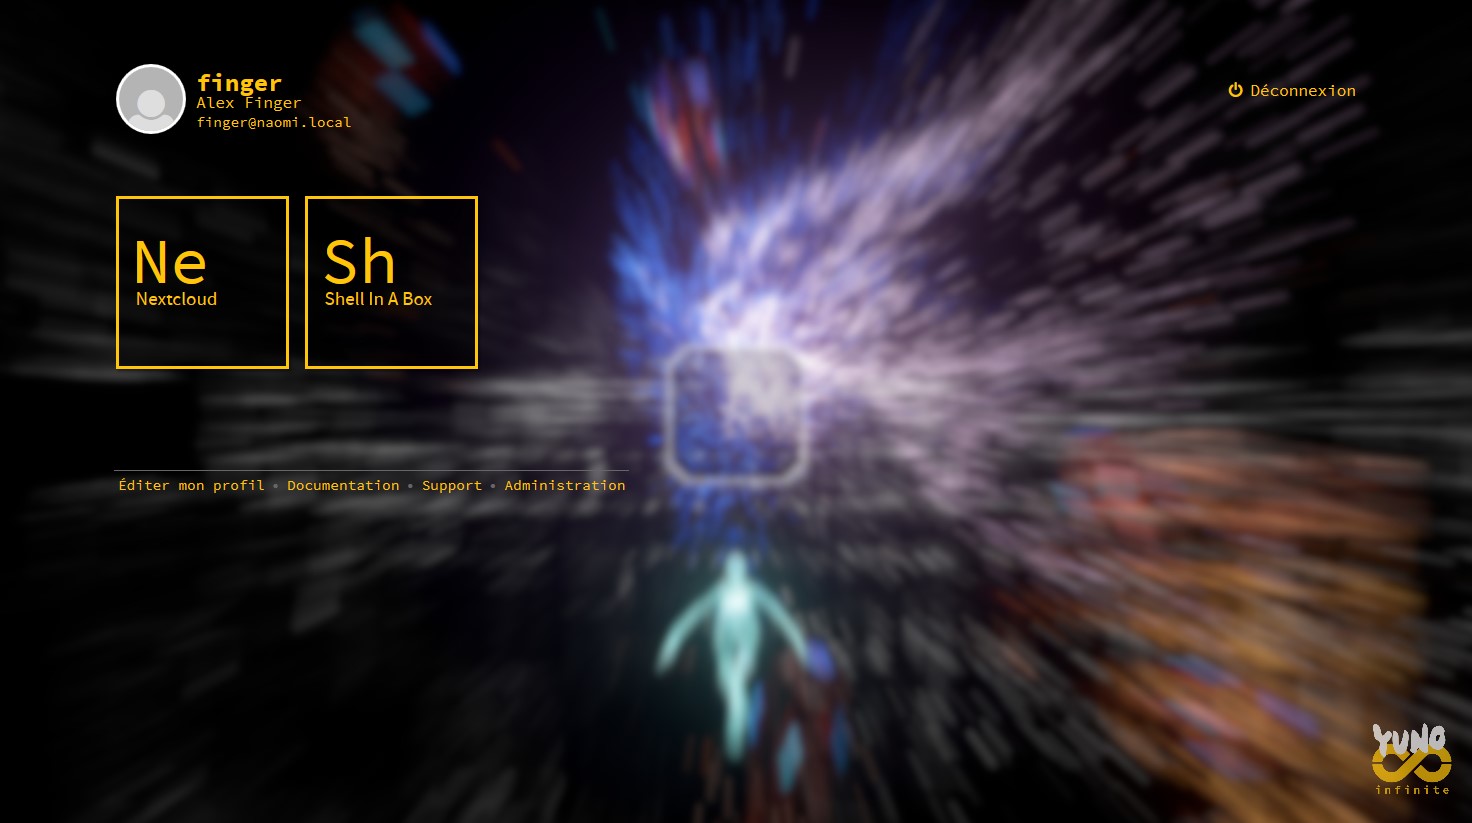 finger
Alex Finger
finger@naomi.local
Déconnexion
Ne
Nextcloud
Sh
Shell In A Box
Éditer mon profil • Documentation • Support • Administration
YUNO
infinite